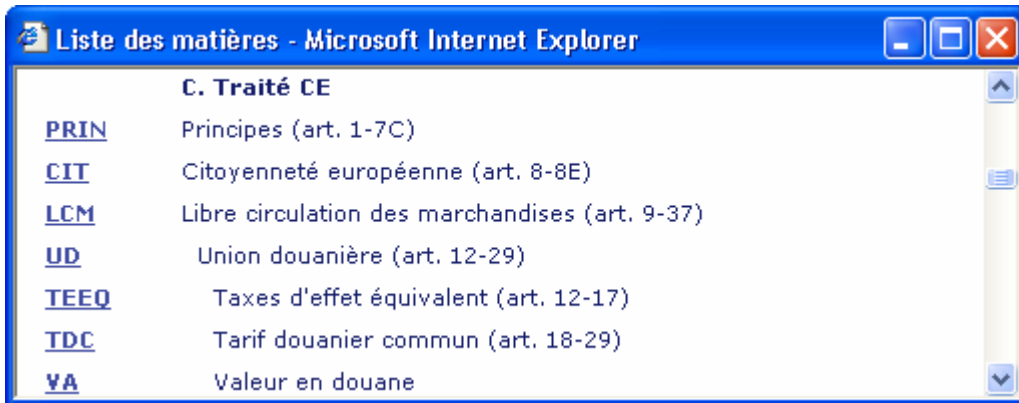 Liste des matières - Microsoft Internet Explorer
C. Traité CE
PRIN Principes (art. 1-7C)
CIT Citoyenneté européenne (art. 8-8E)
LCM Libre circulation des marchandises (art. 9-37)
UD Union douanière (art. 12-29)
TEEQ Taxes d'effet équivalent (art. 12-17)
TDC Tarif douanier commun (art. 18-29)
VA Valeur en douane